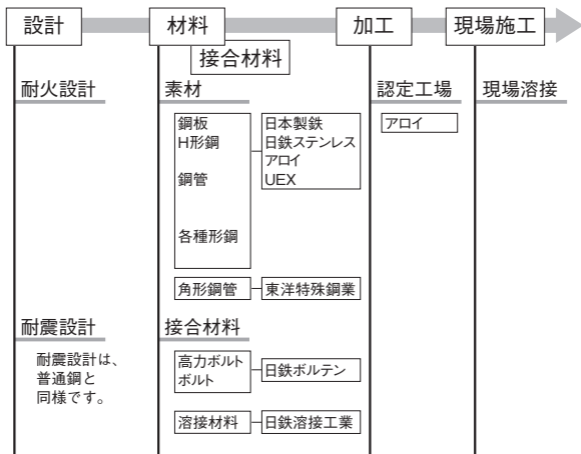 設計
材料
接合材料
加工
現場施工
耐火設計
素材
認定工場
現場溶接
鋼板
H形鋼
鋼管
各種形鋼
日本製鉄
日鉄ステンレス
アロイ
UEX
アロイ
角形鋼管
東洋特殊鋼業
耐震設計
接合材料
耐震設計は、
普通鋼と
同様です。
高力ボルト
ボルト
日鉄ボルテン
溶接材料
日鉄溶接工業